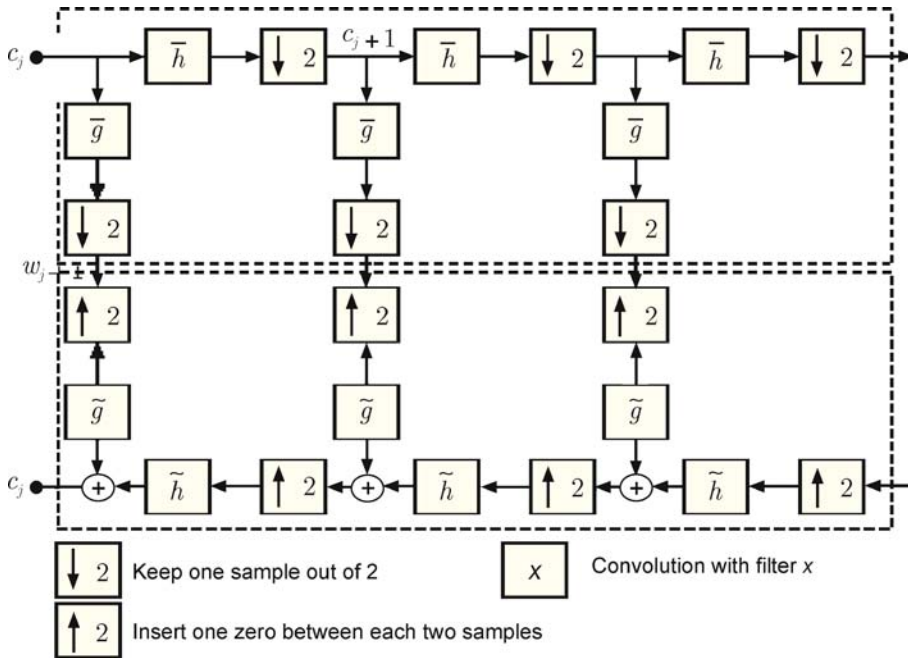 c_j h̅ ↓ 2 c_j + 1 h̅ ↓ 2 h̅ ↓ 2
g̅ g̅ g̅
↓ 2 ↓ 2 ↓ 2
w_j − 1
↑ 2 ↑ 2 ↑ 2
g̃ g̃ g̃
c_j + h̃ ↑ 2 + h̃ ↑ 2 + h̃ ↑ 2
↓ 2 Keep one sample out of 2
x Convolution with filter x
↑ 2 Insert one zero between each two samples